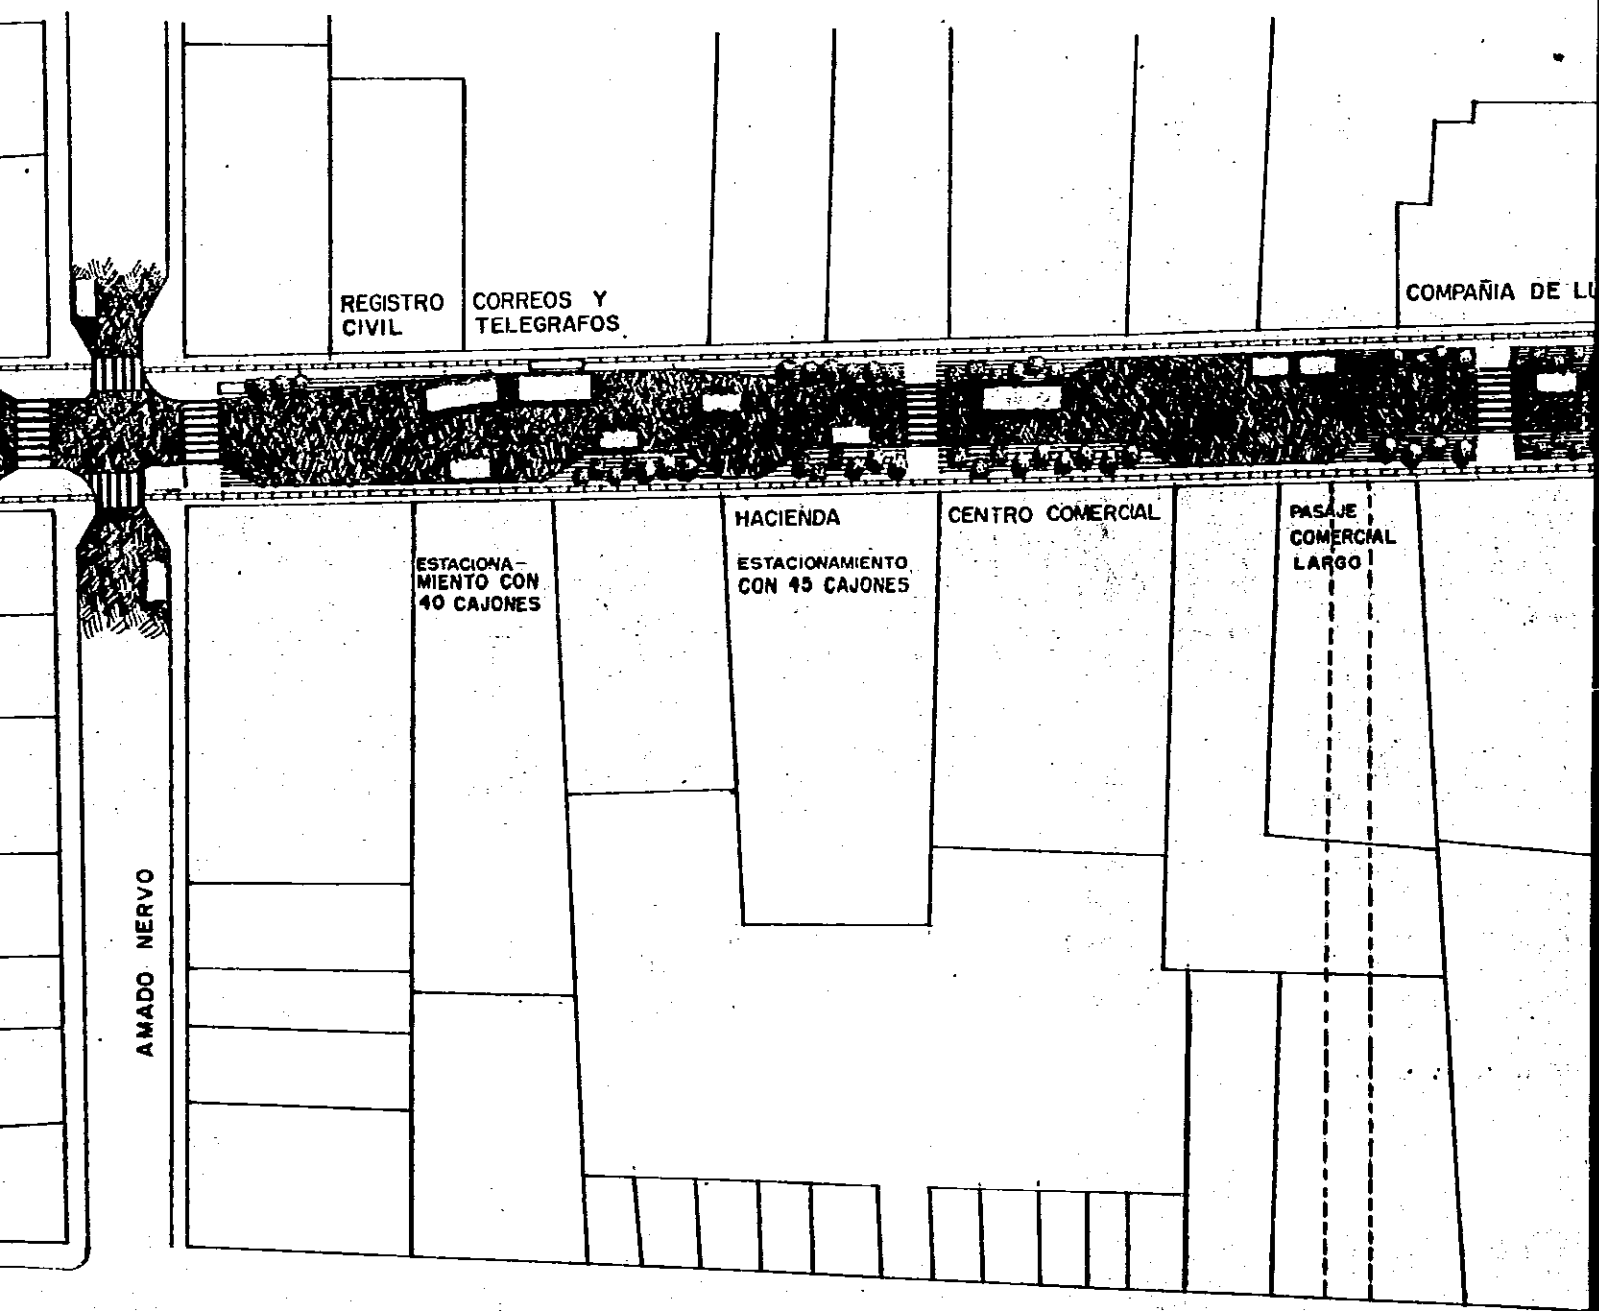 REGISTRO
CIVIL
CORREOS Y
TELEGRAFOS
COMPAÑIA DE LU
HACIENDA
ESTACIONAMIENTO
CON 45 CAJONES
CENTRO COMERCIAL
PASAJE
COMERCIAL
LARGO
ESTACIONA-
MIENTO CON
40 CAJONES
AMADO NERVO